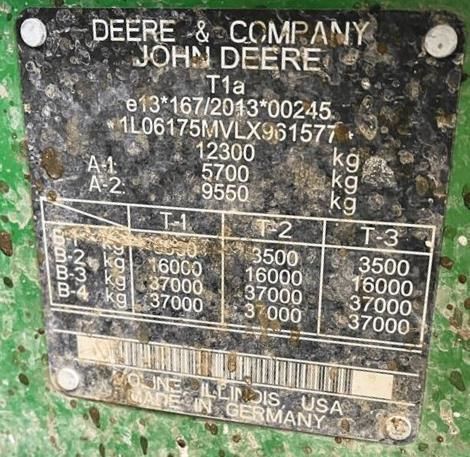 DEERE & COMPANY
JOHN DEERE
T1a
e13*167/2013*00245
*1L06175MVLX961577*
12300 kg
A-1: 5700 kg
A-2: 9550 kg
T-1 T-2 T-3
kg 3500 3500
B-2 kg 16000 16000 16000
B-3 kg 37000 37000 37000
B-4 kg 37000 37000 37000
MOLINE, ILLINOIS, USA
MADE IN GERMANY